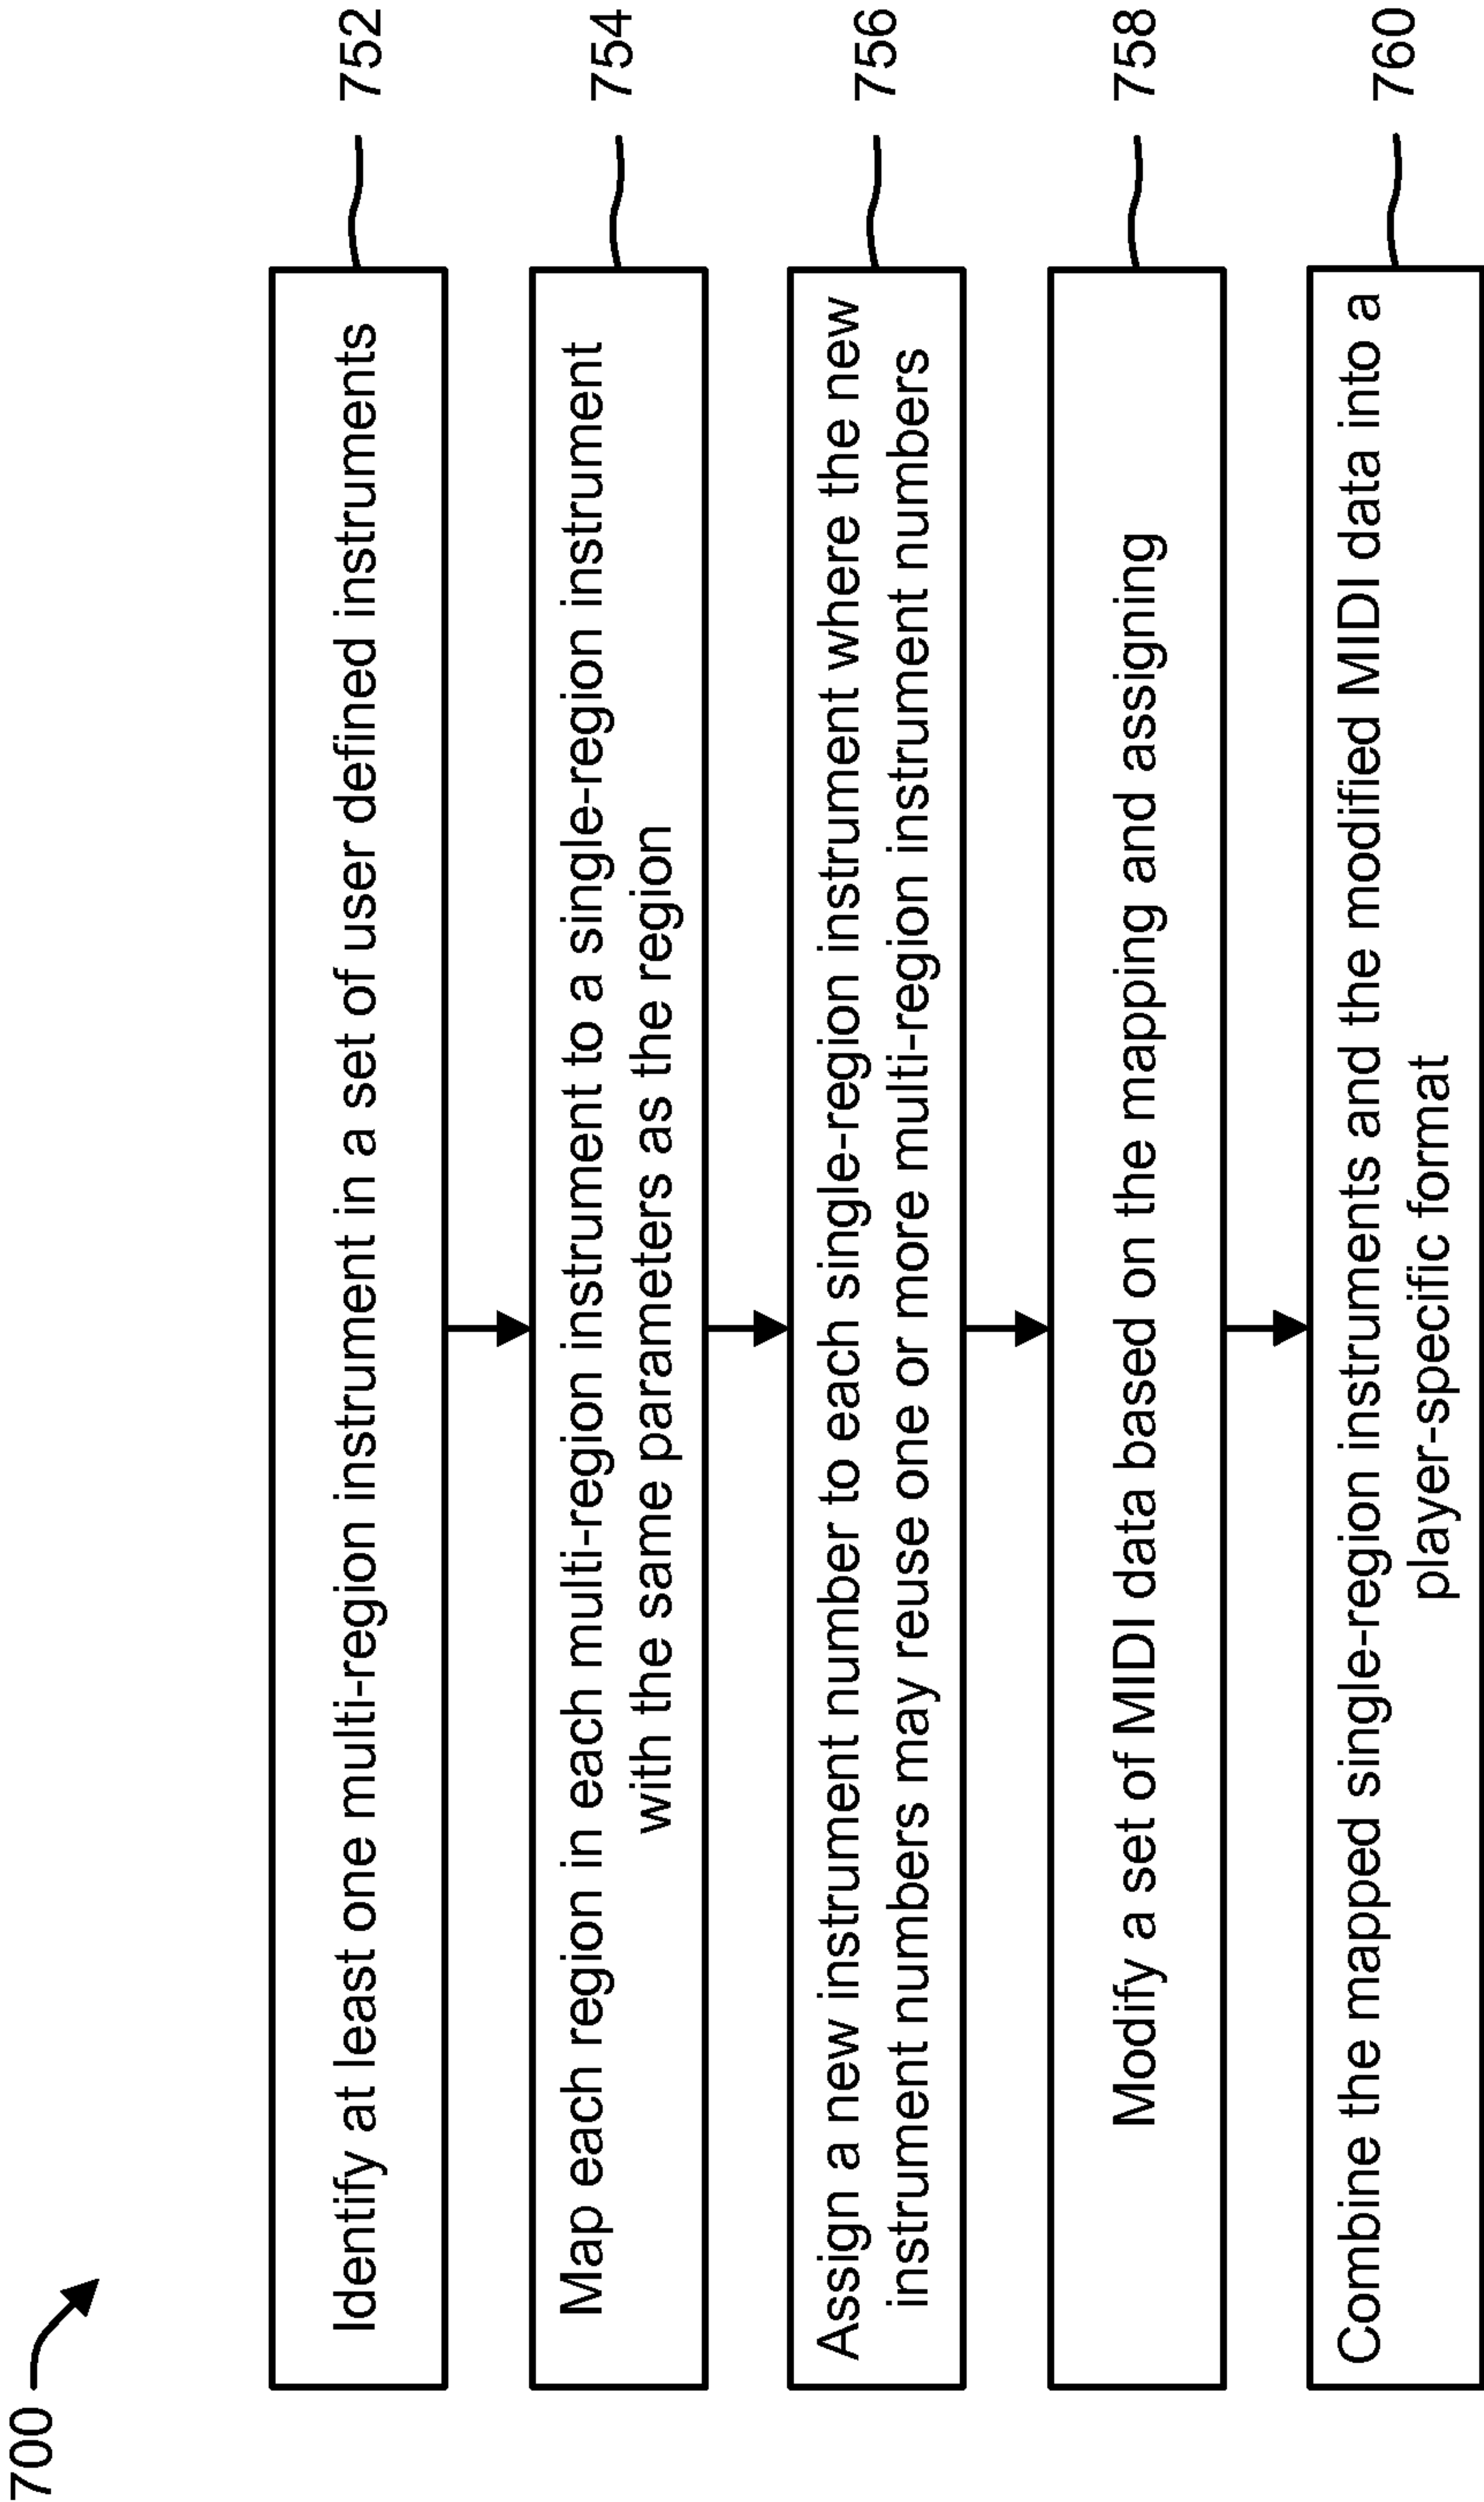 700
Identify at least one multi-region instrument in a set of user defined instruments
752
Map each region in each multi-region instrument to a single-region instrument
with the same parameters as the region
754
Assign a new instrument number to each single-region instrument where the new
instrument numbers may reuse one or more multi-region instrument numbers
756
Modify a set of MIDI data based on the mapping and assigning
758
Combine the mapped single-region instruments and the modified MIDI data into a
player-specific format
760